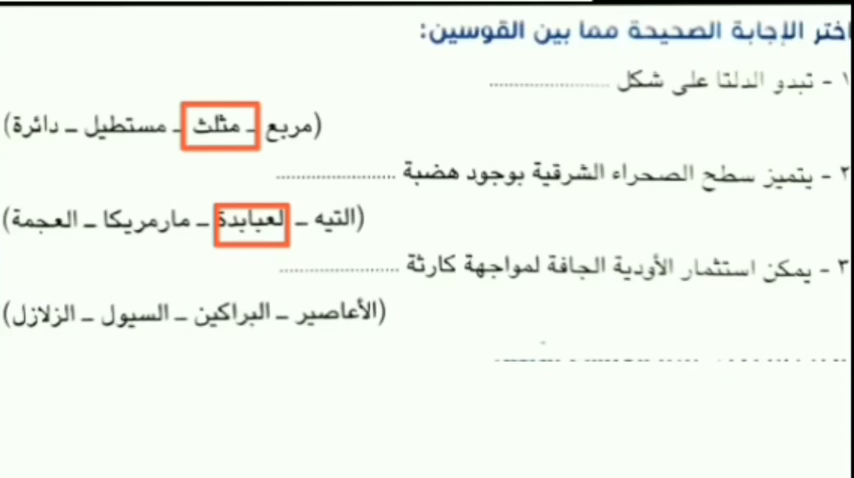 اختر الإجابة الصحيحة مما بين القوسين:
١ - تبدو الدلتا على شكل ....................
(مربع - مثلث - مستطيل - دائرة)
٢ - يتميز سطح الصحراء الشرقية بوجود هضبة ....................
(التيه - لعبابدة - مارمريكا - العجمة)
٣ - يمكن استثمار الأودية الجافة لمواجهة كارثة ....................
(الأعاصير - البراكين - السيول - الزلازل)